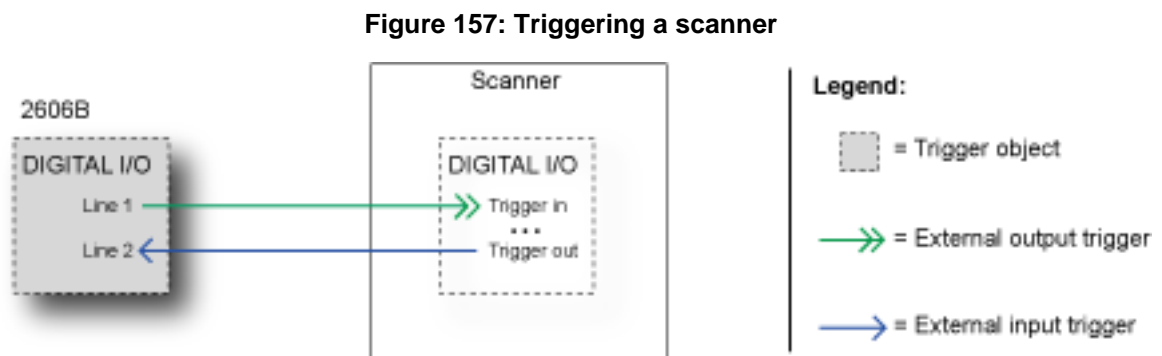 Figure 157: Triggering a scanner
2606B
DIGITAL I/O
Line 1
Line 2
Scanner
DIGITAL I/O
Trigger in
...
Trigger out
Legend:
= Trigger object
= External output trigger
= External input trigger